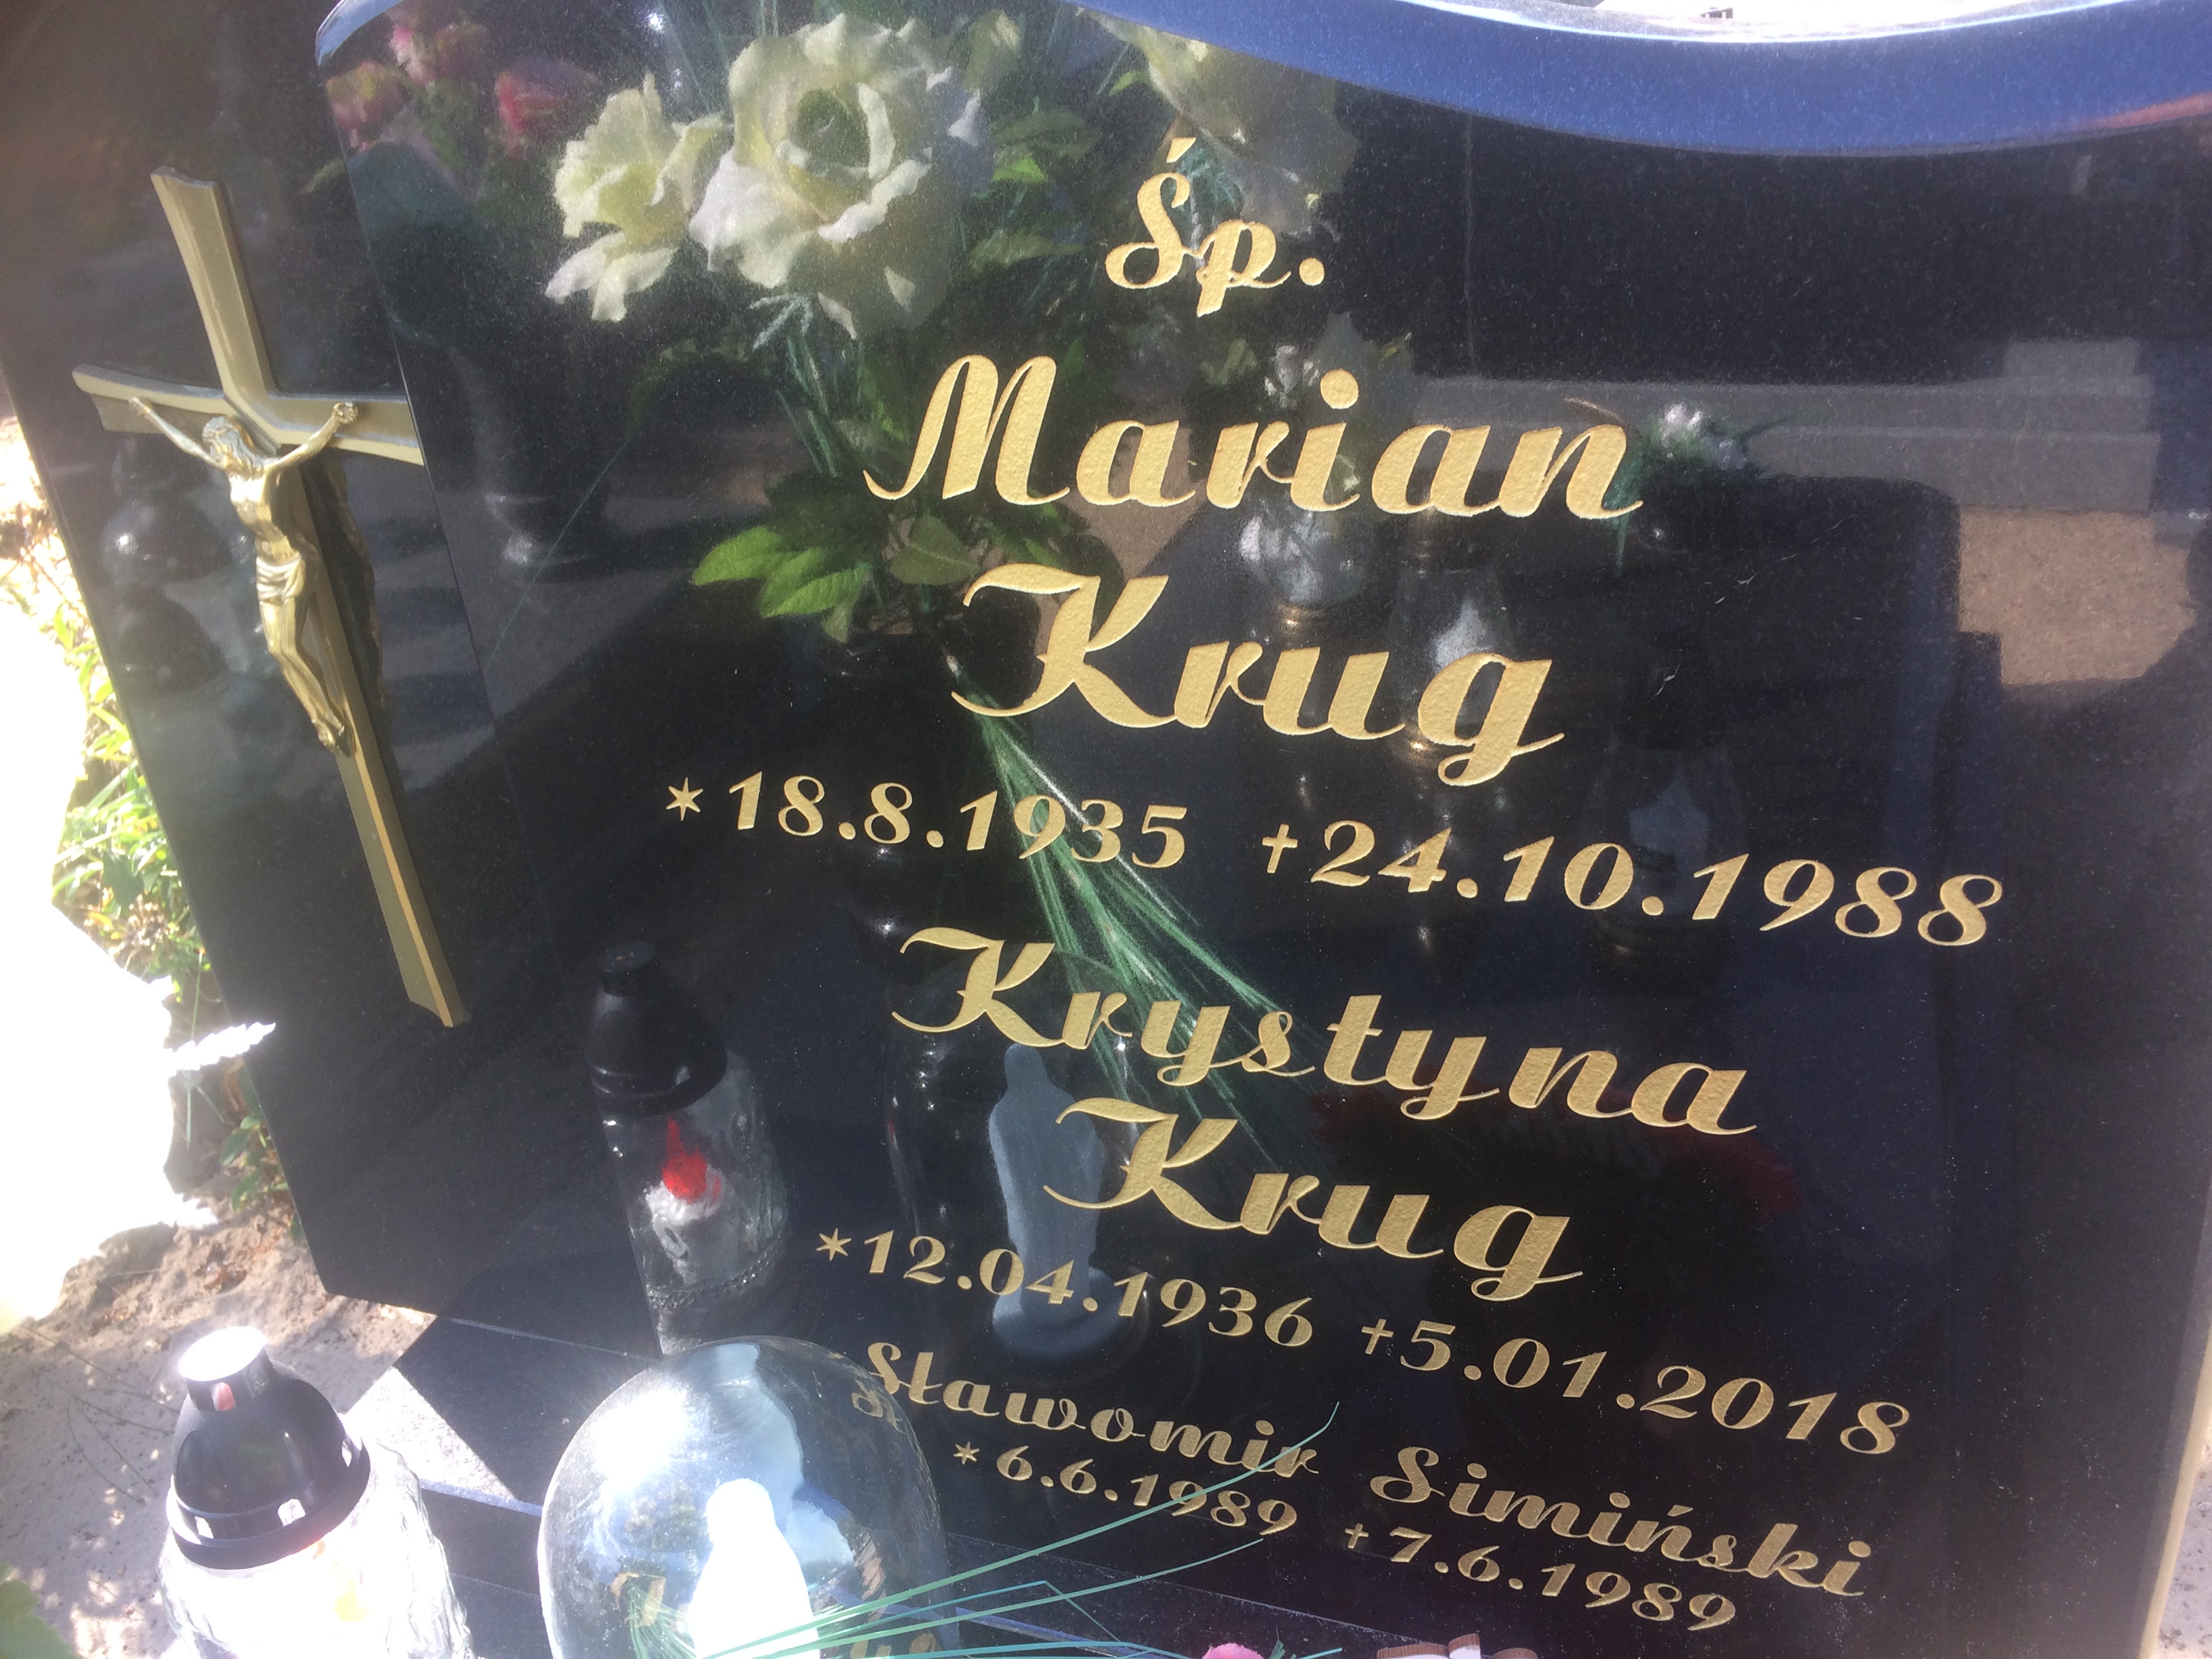 Śp.
Marian
Krug
*18.8.1935 †24.10.1988
Krystyna
Krug
*12.04.1936 †5.01.2018
Sławomir Simiński
*6.6.1989 †7.6.1989